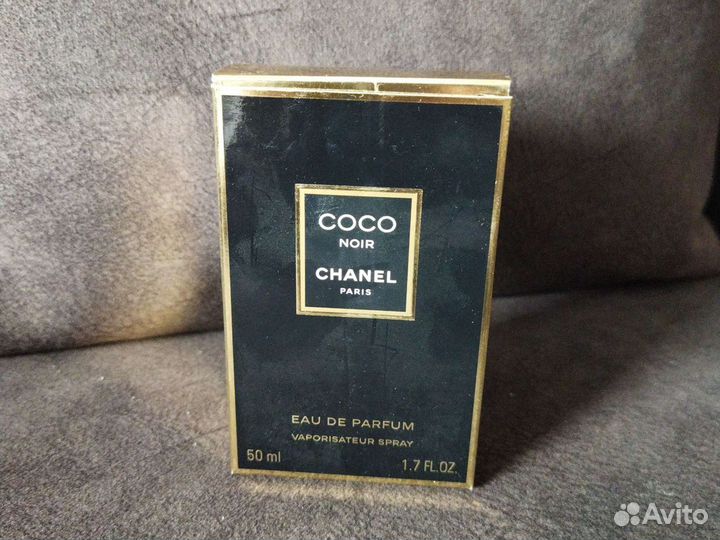 COCO
NOIR
CHANEL
PARIS
EAU DE PARFUM
VAPORISATEUR SPRAY
50 ml 1.7 FL.OZ.
Avito